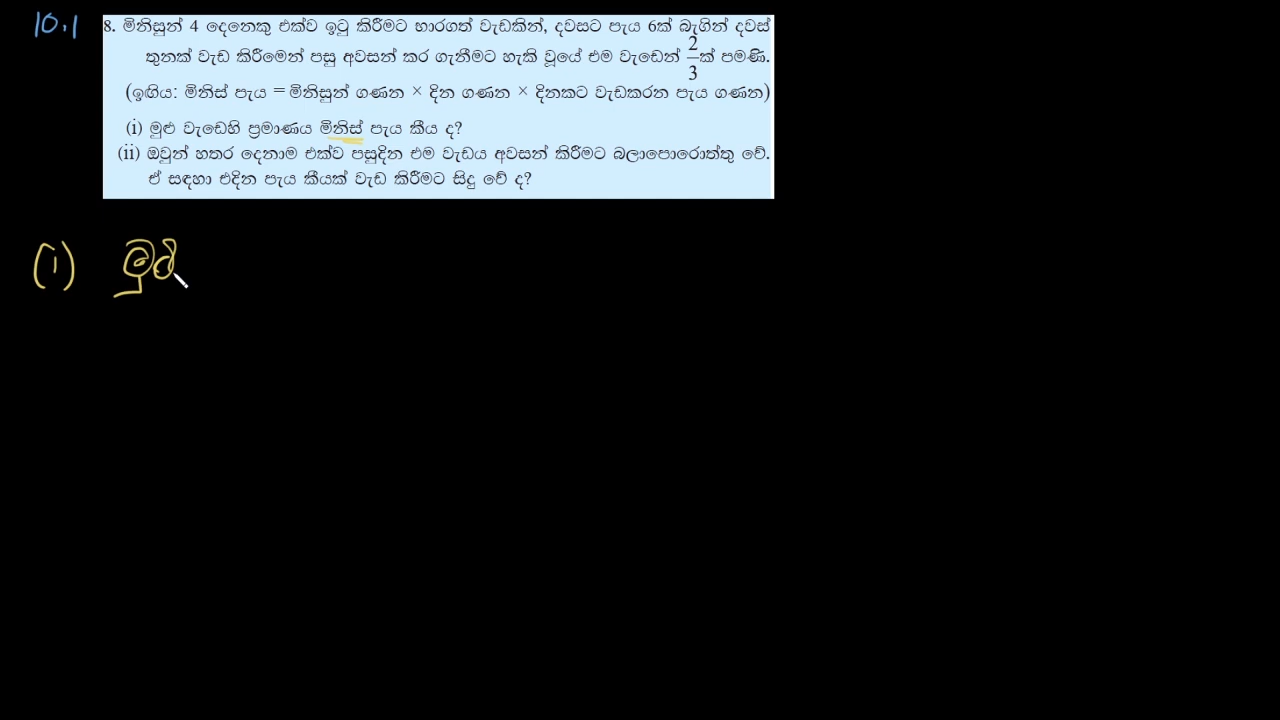 10.1
8. මිනිසුන් 4 දෙනෙකු එක්ව ඉටු කිරීමට භාරගත් වැඩකින්, දවසට පැය 6ක් බැගින් දවස්
තුනක් වැඩ කිරීමෙන් පසු අවසන් කර ගැනීමට හැකි වූයේ එම වැඩෙන් 2/3ක් පමණි.
(ඉඟිය: මිනිස් පැය = මිනිසුන් ගණන × දින ගණන × දිනකට වැඩකරන පැය ගණන)
(i) මුළු වැඩෙහි ප්‍රමාණය මිනිස් පැය කීය ද?
(ii) ඔවුන් හතර දෙනාම එක්ව පසුදින එම වැඩය අවසන් කිරීමට බලාපොරොත්තු වේ.
ඒ සඳහා එදින පැය කීයක් වැඩ කිරීමට සිදු වේ ද?
(i)